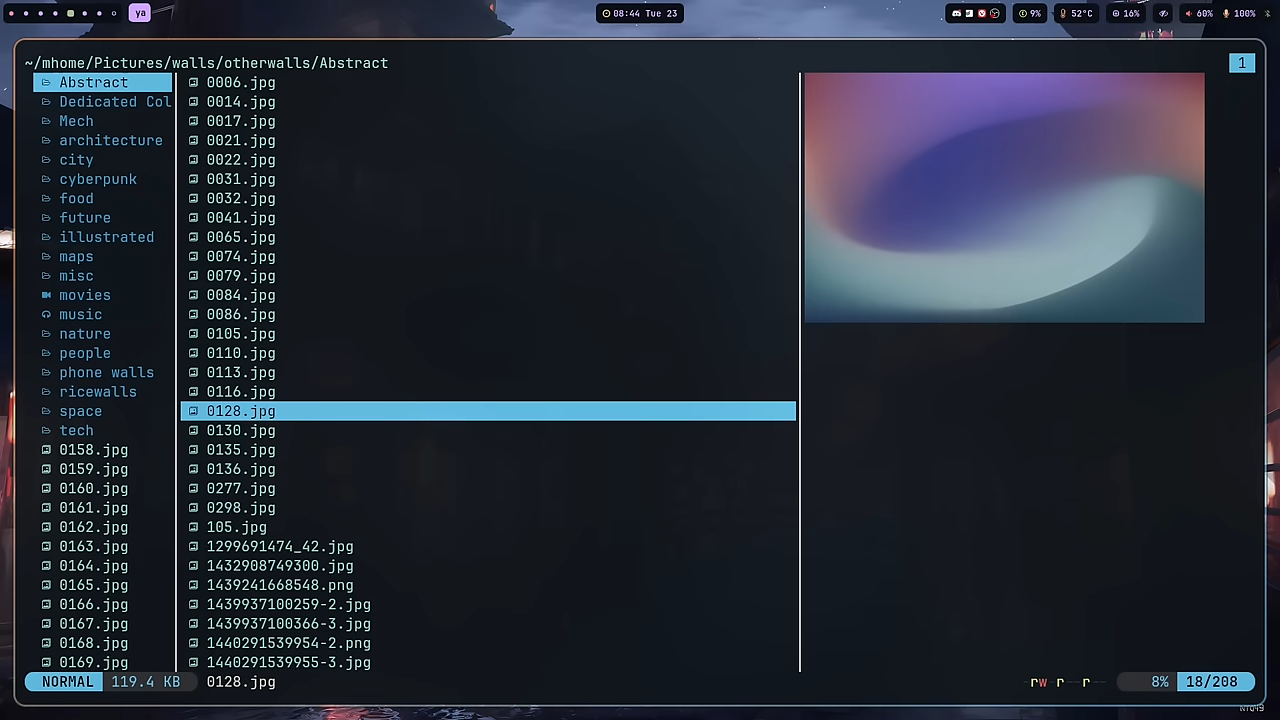 ya
08:44 Tue 23
9%
52°C
16%
60%
100%
~/mhome/Pictures/walls/otherwalls/Abstract
1
Abstract
Dedicated Col
Mech
architecture
city
cyberpunk
food
future
illustrated
maps
misc
movies
music
nature
people
phone walls
ricewalls
space
tech
0158.jpg
0159.jpg
0160.jpg
0161.jpg
0162.jpg
0163.jpg
0164.jpg
0165.jpg
0166.jpg
0167.jpg
0168.jpg
0169.jpg
0006.jpg
0014.jpg
0017.jpg
0021.jpg
0022.jpg
0031.jpg
0032.jpg
0041.jpg
0065.jpg
0074.jpg
0079.jpg
0084.jpg
0086.jpg
0105.jpg
0110.jpg
0113.jpg
0116.jpg
0128.jpg
0130.jpg
0135.jpg
0136.jpg
0277.jpg
0298.jpg
105.jpg
1299691474_42.jpg
1432908749300.jpg
1439241668548.png
1439937100259-2.jpg
1439937100366-3.jpg
1440291539954-2.png
1440291539955-3.jpg
NORMAL 119.4 KB 0128.jpg
-rw-r--r-- 8% 18/208